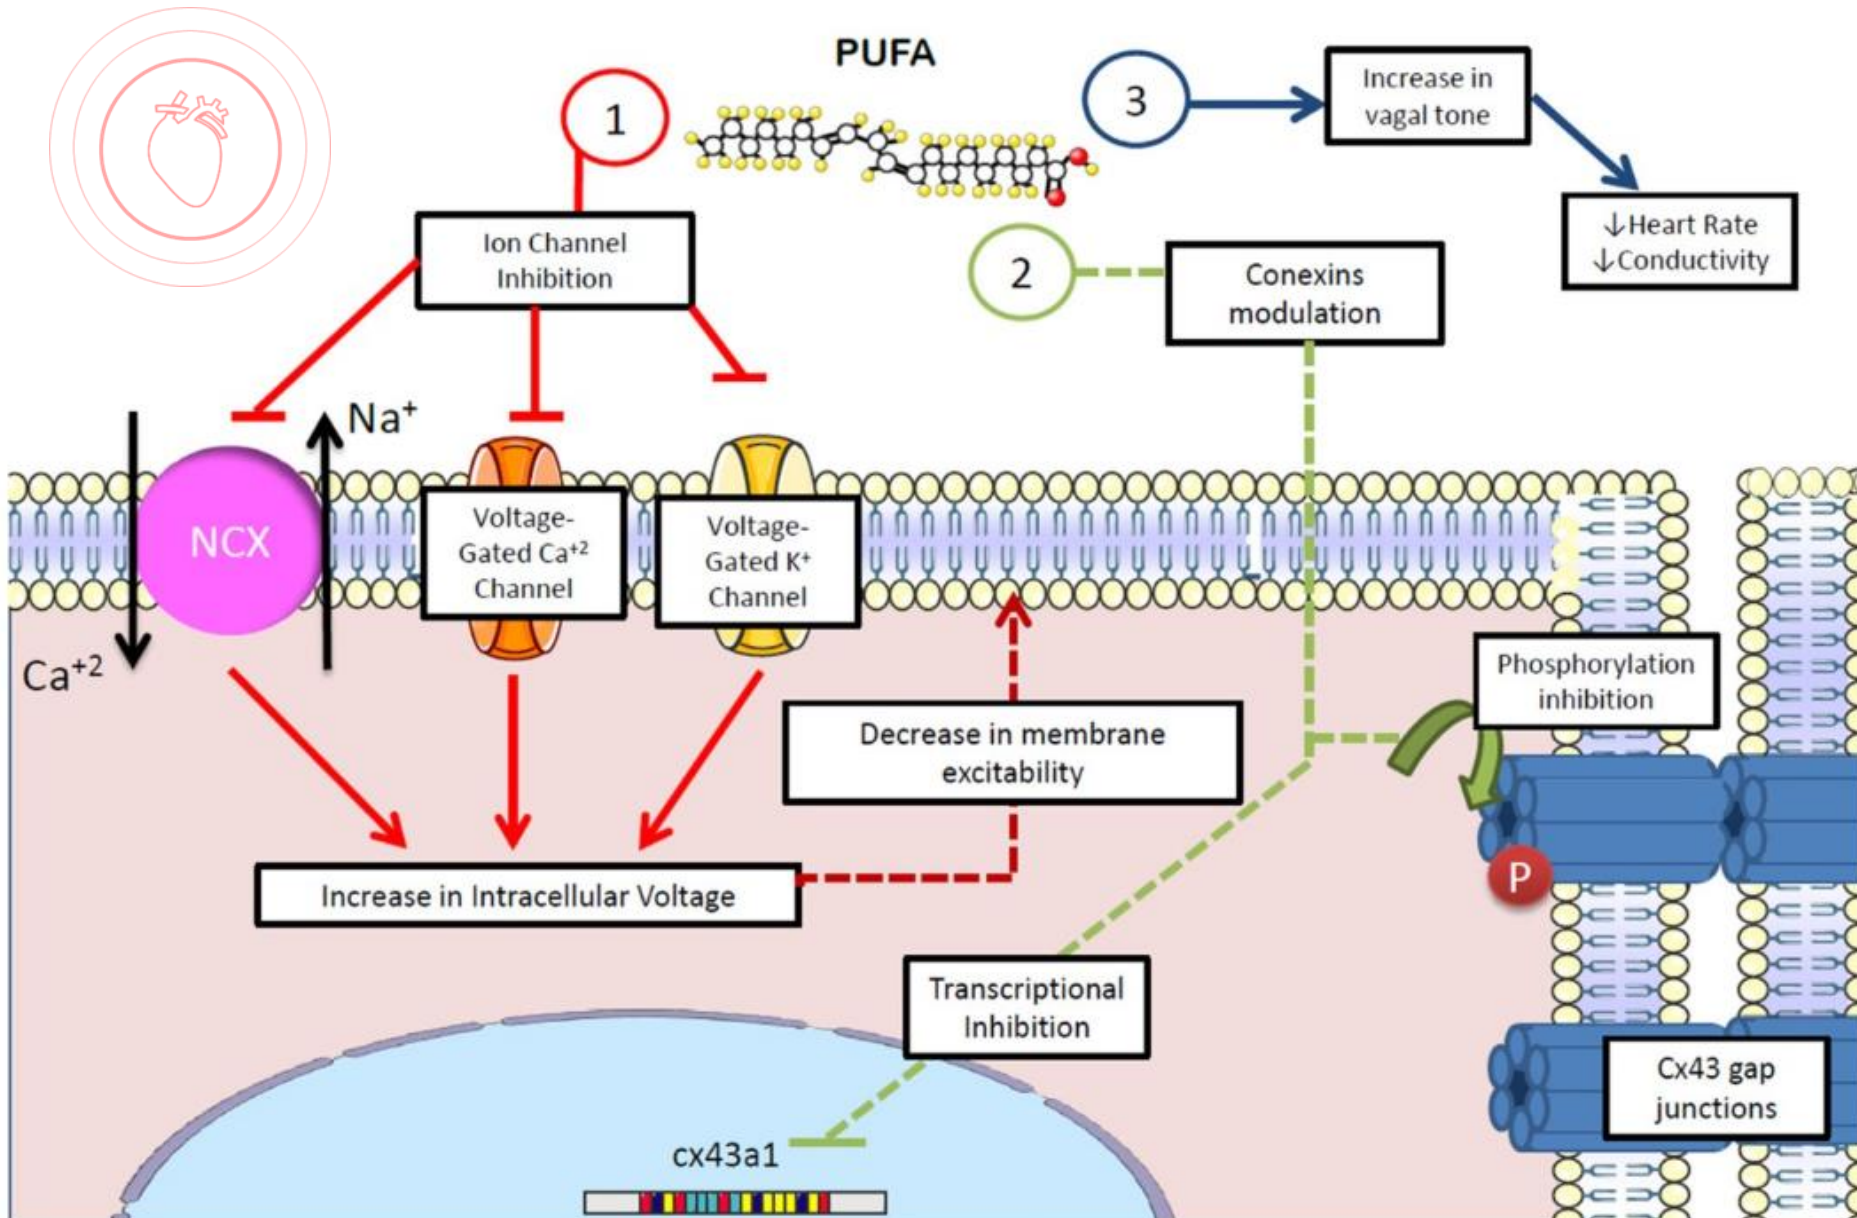 PUFA
1
Ion Channel
Inhibition
3
Increase in
vagal tone
↓Heart Rate
↓Conductivity
2
Conexins
modulation
Na⁺
Ca⁺²
NCX
Voltage-
Gated Ca⁺²
Channel
Voltage-
Gated K⁺
Channel
Phosphorylation
inhibition
Decrease in membrane
excitability
Increase in Intracellular Voltage
P
Transcriptional
Inhibition
Cx43 gap
junctions
cx43a1